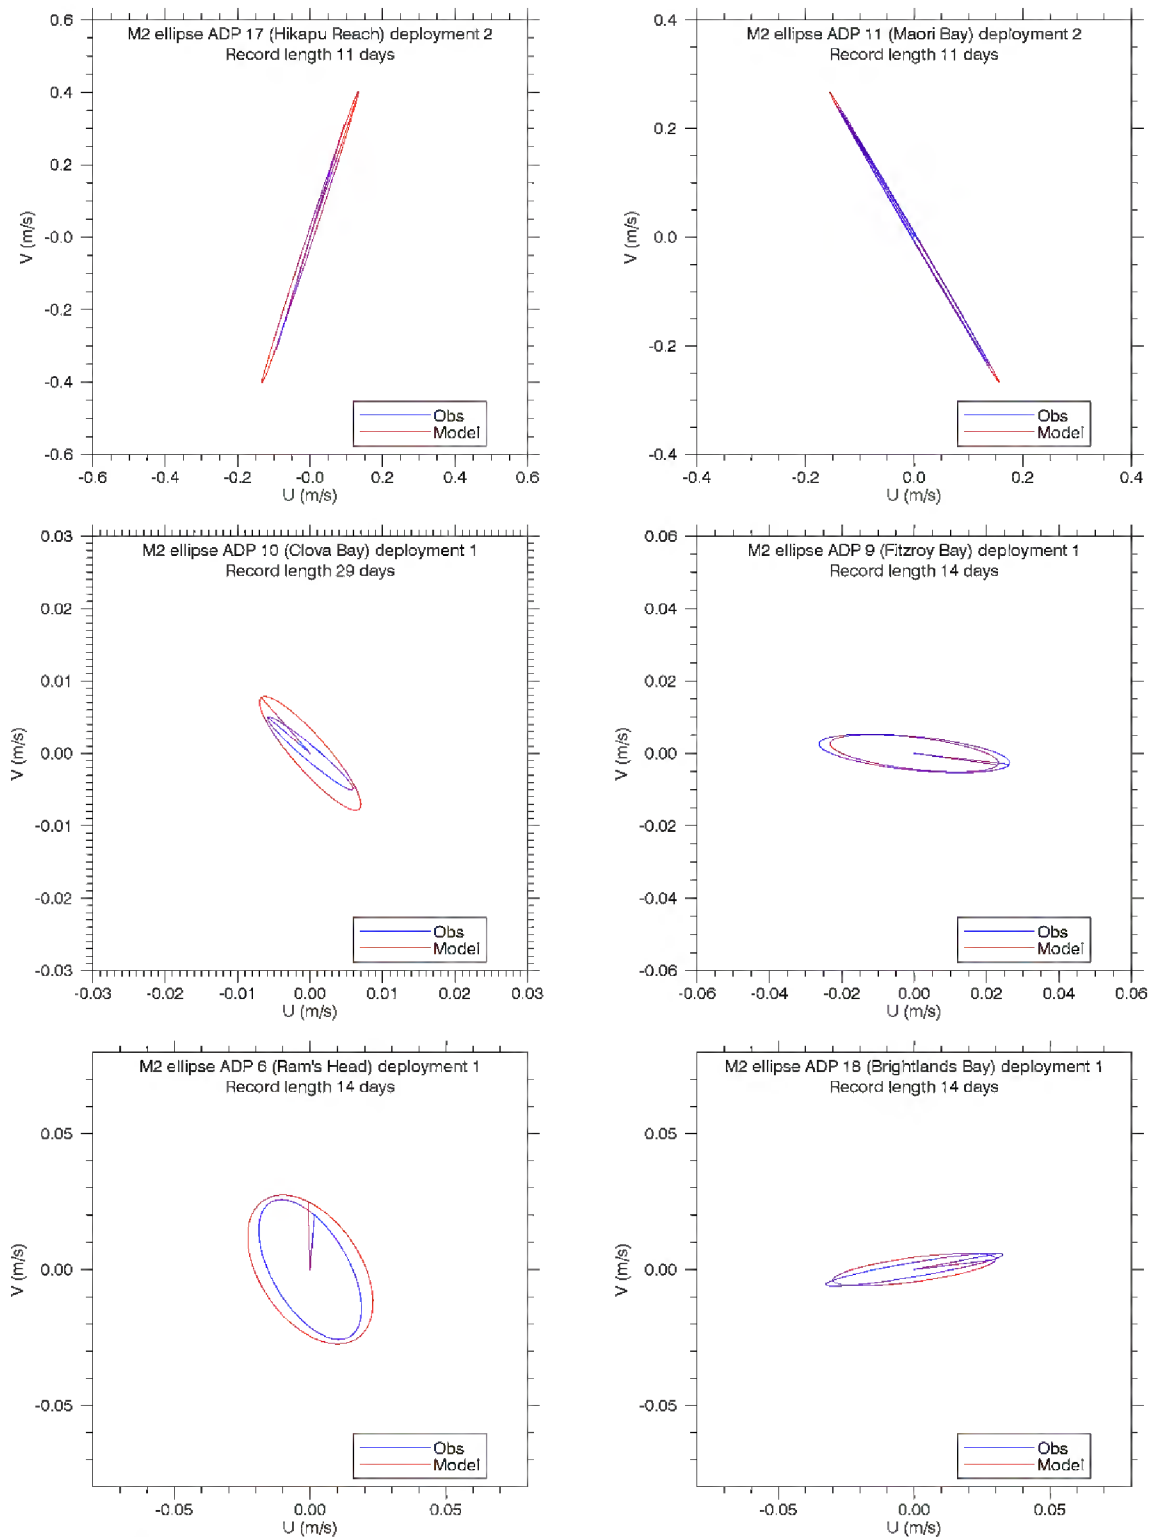 M2 ellipse ADP 17 (Hikapu Reach) deployment 2
Record length 11 days
0.6
0.4
0.2
-0.0
-0.2
-0.4
-0.6
V (m/s)
Obs
Model
-0.6 -0.4 -0.2 -0.0 0.2 0.4 0.6
U (m/s)
M2 ellipse ADP 11 (Maori Bay) deployment 2
Record length 11 days
0.4
0.2
0.0
-0.2
-0.4
V (m/s)
Obs
Model
-0.4 -0.2 0.0 0.2 0.4
U (m/s)
M2 ellipse ADP 10 (Clova Bay) deployment 1
Record length 29 days
0.03
0.02
0.01
0.00
-0.01
-0.02
-0.03
V (m/s)
Obs
Model
-0.03 -0.02 -0.01 0.00 0.01 0.02 0.03
U (m/s)
M2 ellipse ADP 9 (Fitzroy Bay) deployment 1
Record length 14 days
0.06
0.04
0.02
0.00
-0.02
-0.04
-0.06
V (m/s)
Obs
Model
-0.06 -0.04 -0.02 0.00 0.02 0.04 0.06
U (m/s)
M2 ellipse ADP 6 (Ram's Head) deployment 1
Record length 14 days
0.05
0.00
-0.05
V (m/s)
Obs
Model
-0.05 0.00 0.05
U (m/s)
M2 ellipse ADP 18 (Brightlands Bay) deployment 1
Record length 14 days
0.05
0.00
-0.05
V (m/s)
Obs
Model
-0.05 0.00 0.05
U (m/s)